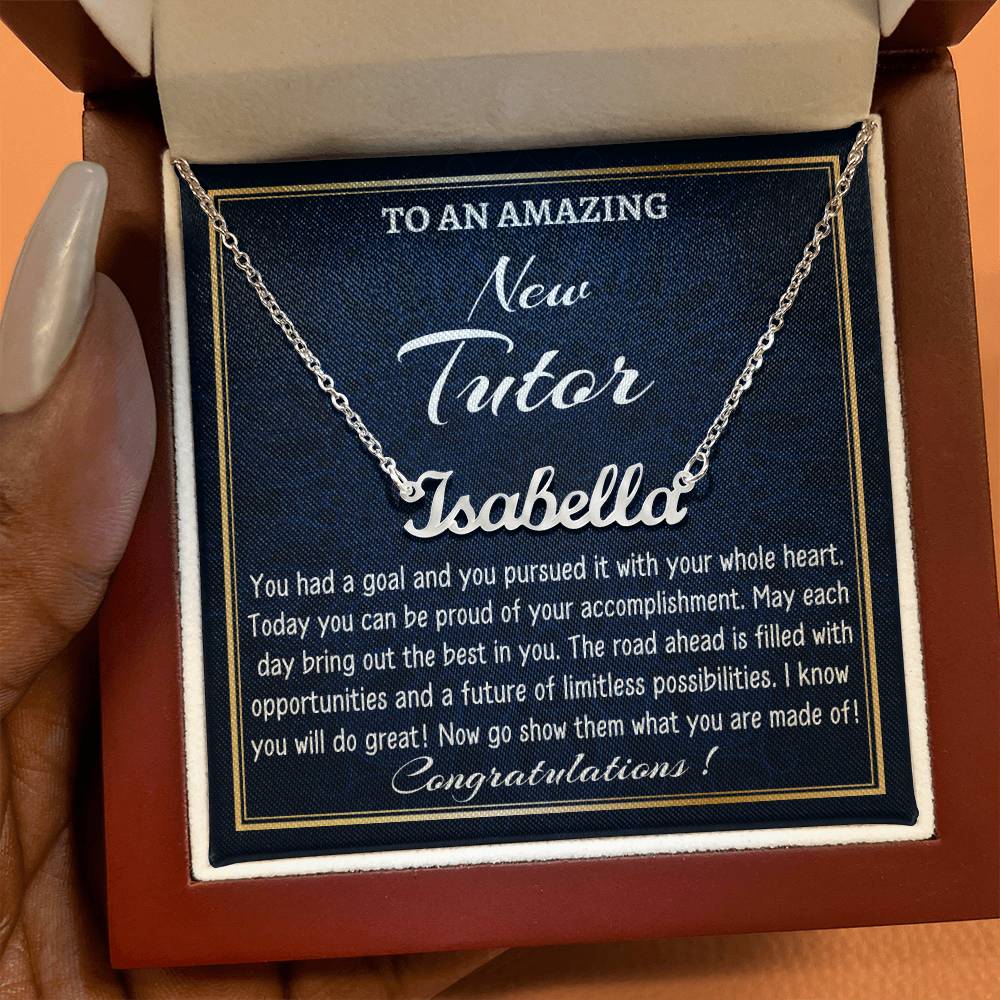 TO AN AMAZING
New
Tutor
Isabella
You had a goal and you pursued it with your whole heart.
Today you can be proud of your accomplishment. May each
day bring out the best in you. The road ahead is filled with
opportunities and a future of limitless possibilities. I know
you will do great! Now go show them what you are made of!
Congratulations !